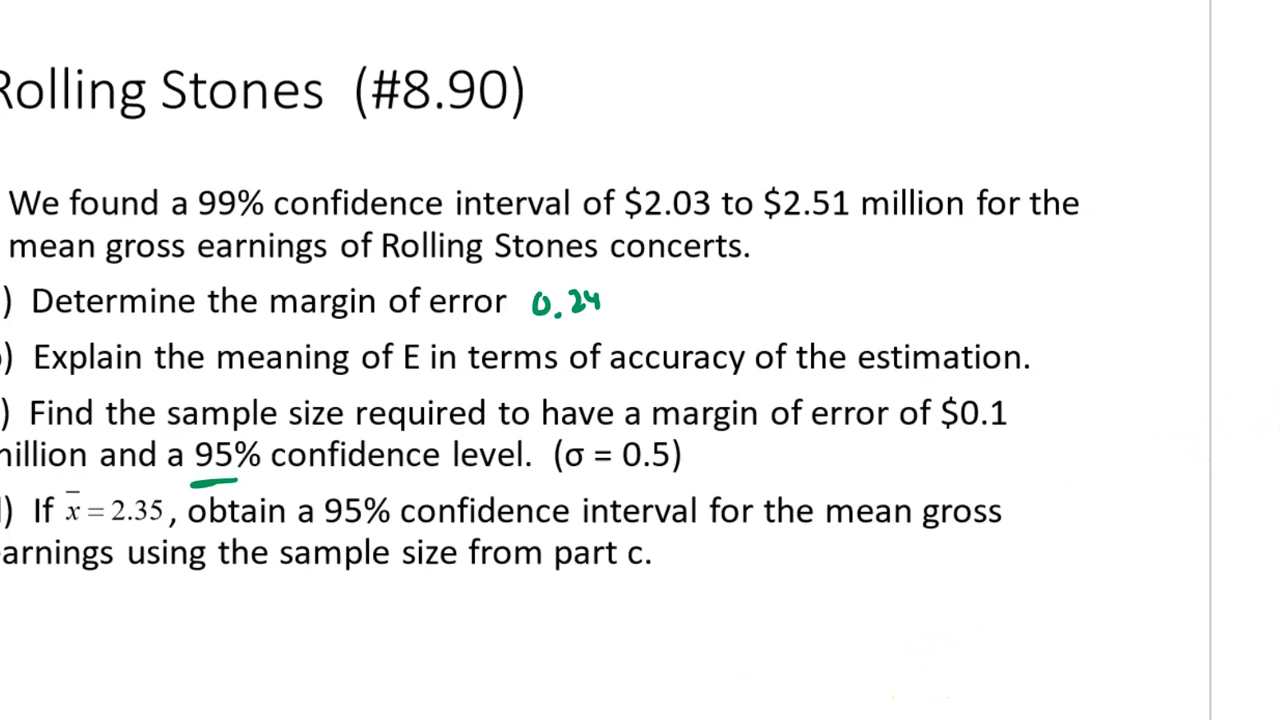 Rolling Stones (#8.90)
We found a 99% confidence interval of $2.03 to $2.51 million for the
mean gross earnings of Rolling Stones concerts.
) Determine the margin of error 0.24
) Explain the meaning of E in terms of accuracy of the estimation.
) Find the sample size required to have a margin of error of $0.1
million and a 95% confidence level. (σ = 0.5)
) If x̄ = 2.35, obtain a 95% confidence interval for the mean gross
earnings using the sample size from part c.